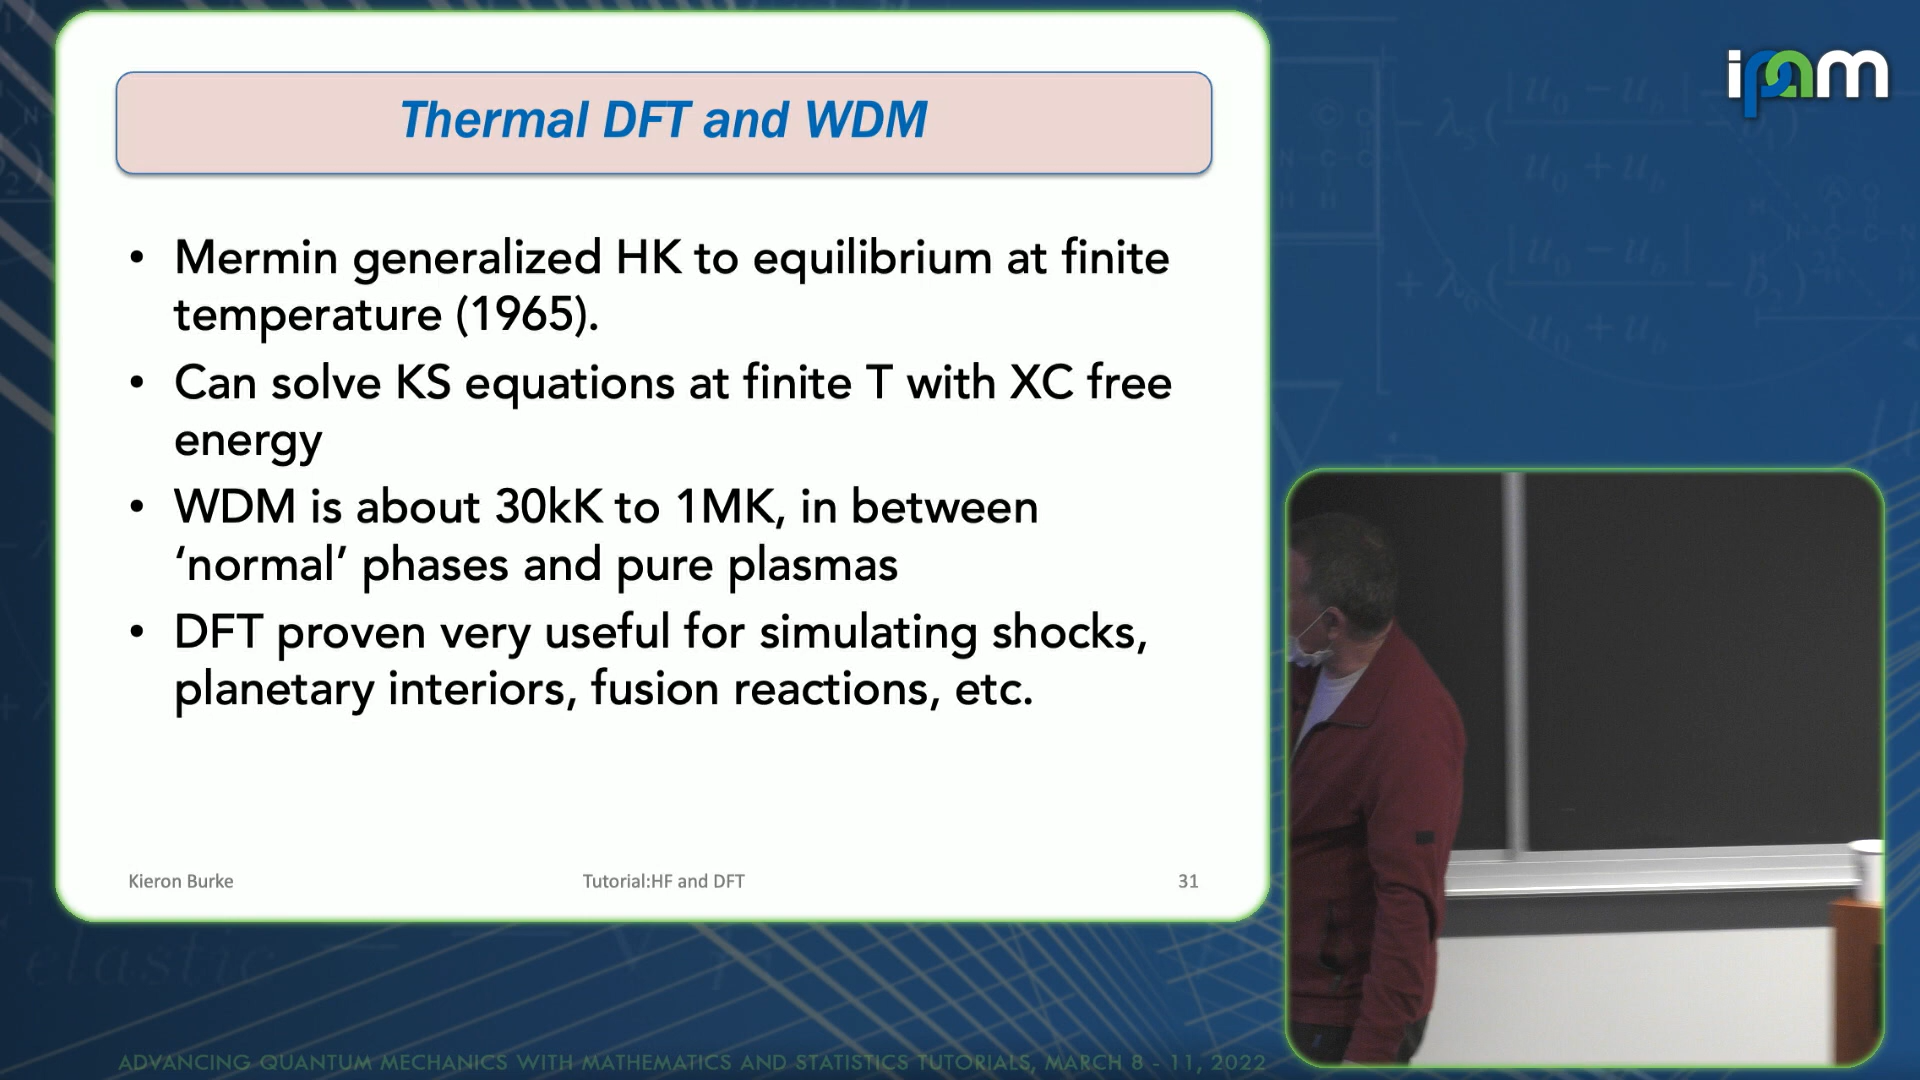 ipam
Thermal DFT and WDM
• Mermin generalized HK to equilibrium at finite
temperature (1965).
• Can solve KS equations at finite T with XC free
energy
• WDM is about 30kK to 1MK, in between
‘normal’ phases and pure plasmas
• DFT proven very useful for simulating shocks,
planetary interiors, fusion reactions, etc.
Kieron Burke
Tutorial:HF and DFT
31
elastic
ADVANCING QUANTUM MECHANICS WITH MATHEMATICS AND STATISTICS TUTORIALS, MARCH 8 - 11, 2022